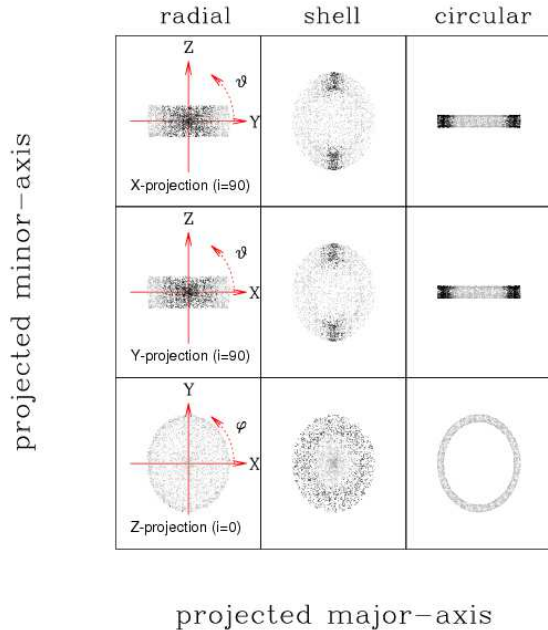 radial shell circular
Z
ϑ
Y
X-projection (i=90)
Z
ϑ
X
Y-projection (i=90)
Y
φ
X
Z-projection (i=0)
projected minor-axis
projected major-axis